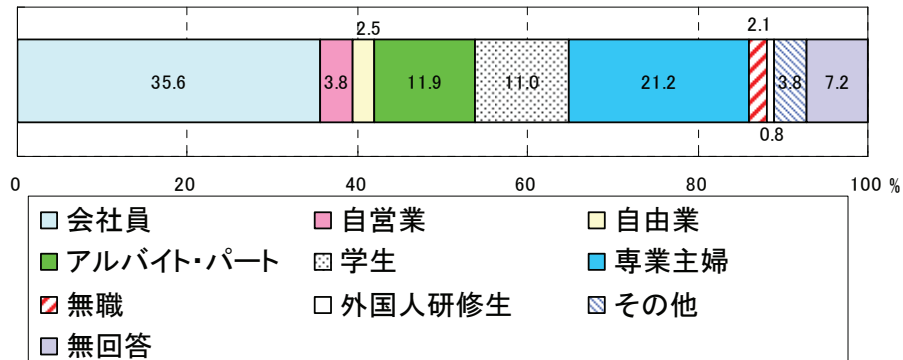 2.5 2.1
35.6 3.8 11.9 11.0 21.2 3.8 7.2
0.8
0 20 40 60 80 100 %
会社員 自営業 自由業
アルバイト・パート 学生 専業主婦
無職 外国人研修生 その他
無回答